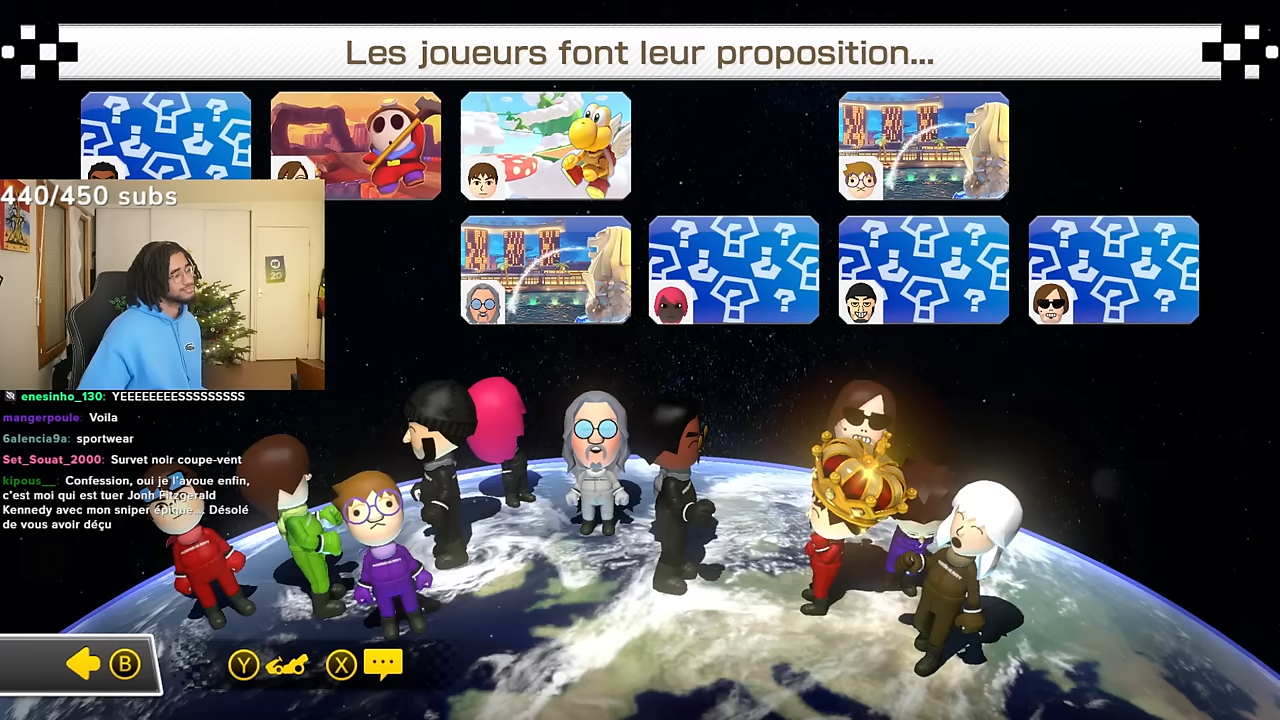 Les joueurs font leur proposition...
440/450 subs
20
enesinho_130: YEEEEEEEESSSSSSSSS
mangerpoule: Voila
6alencia9a: sportwear
Set_Souat_2000: Survet noir coupe-vent
kipous__: Confession, oui je l'avoue enfin,
c'est moi qui est tuer Jonh Fitzgerald
Kennedy avec mon sniper épique... Désolé
de vous avoir déçu
B
Y
X